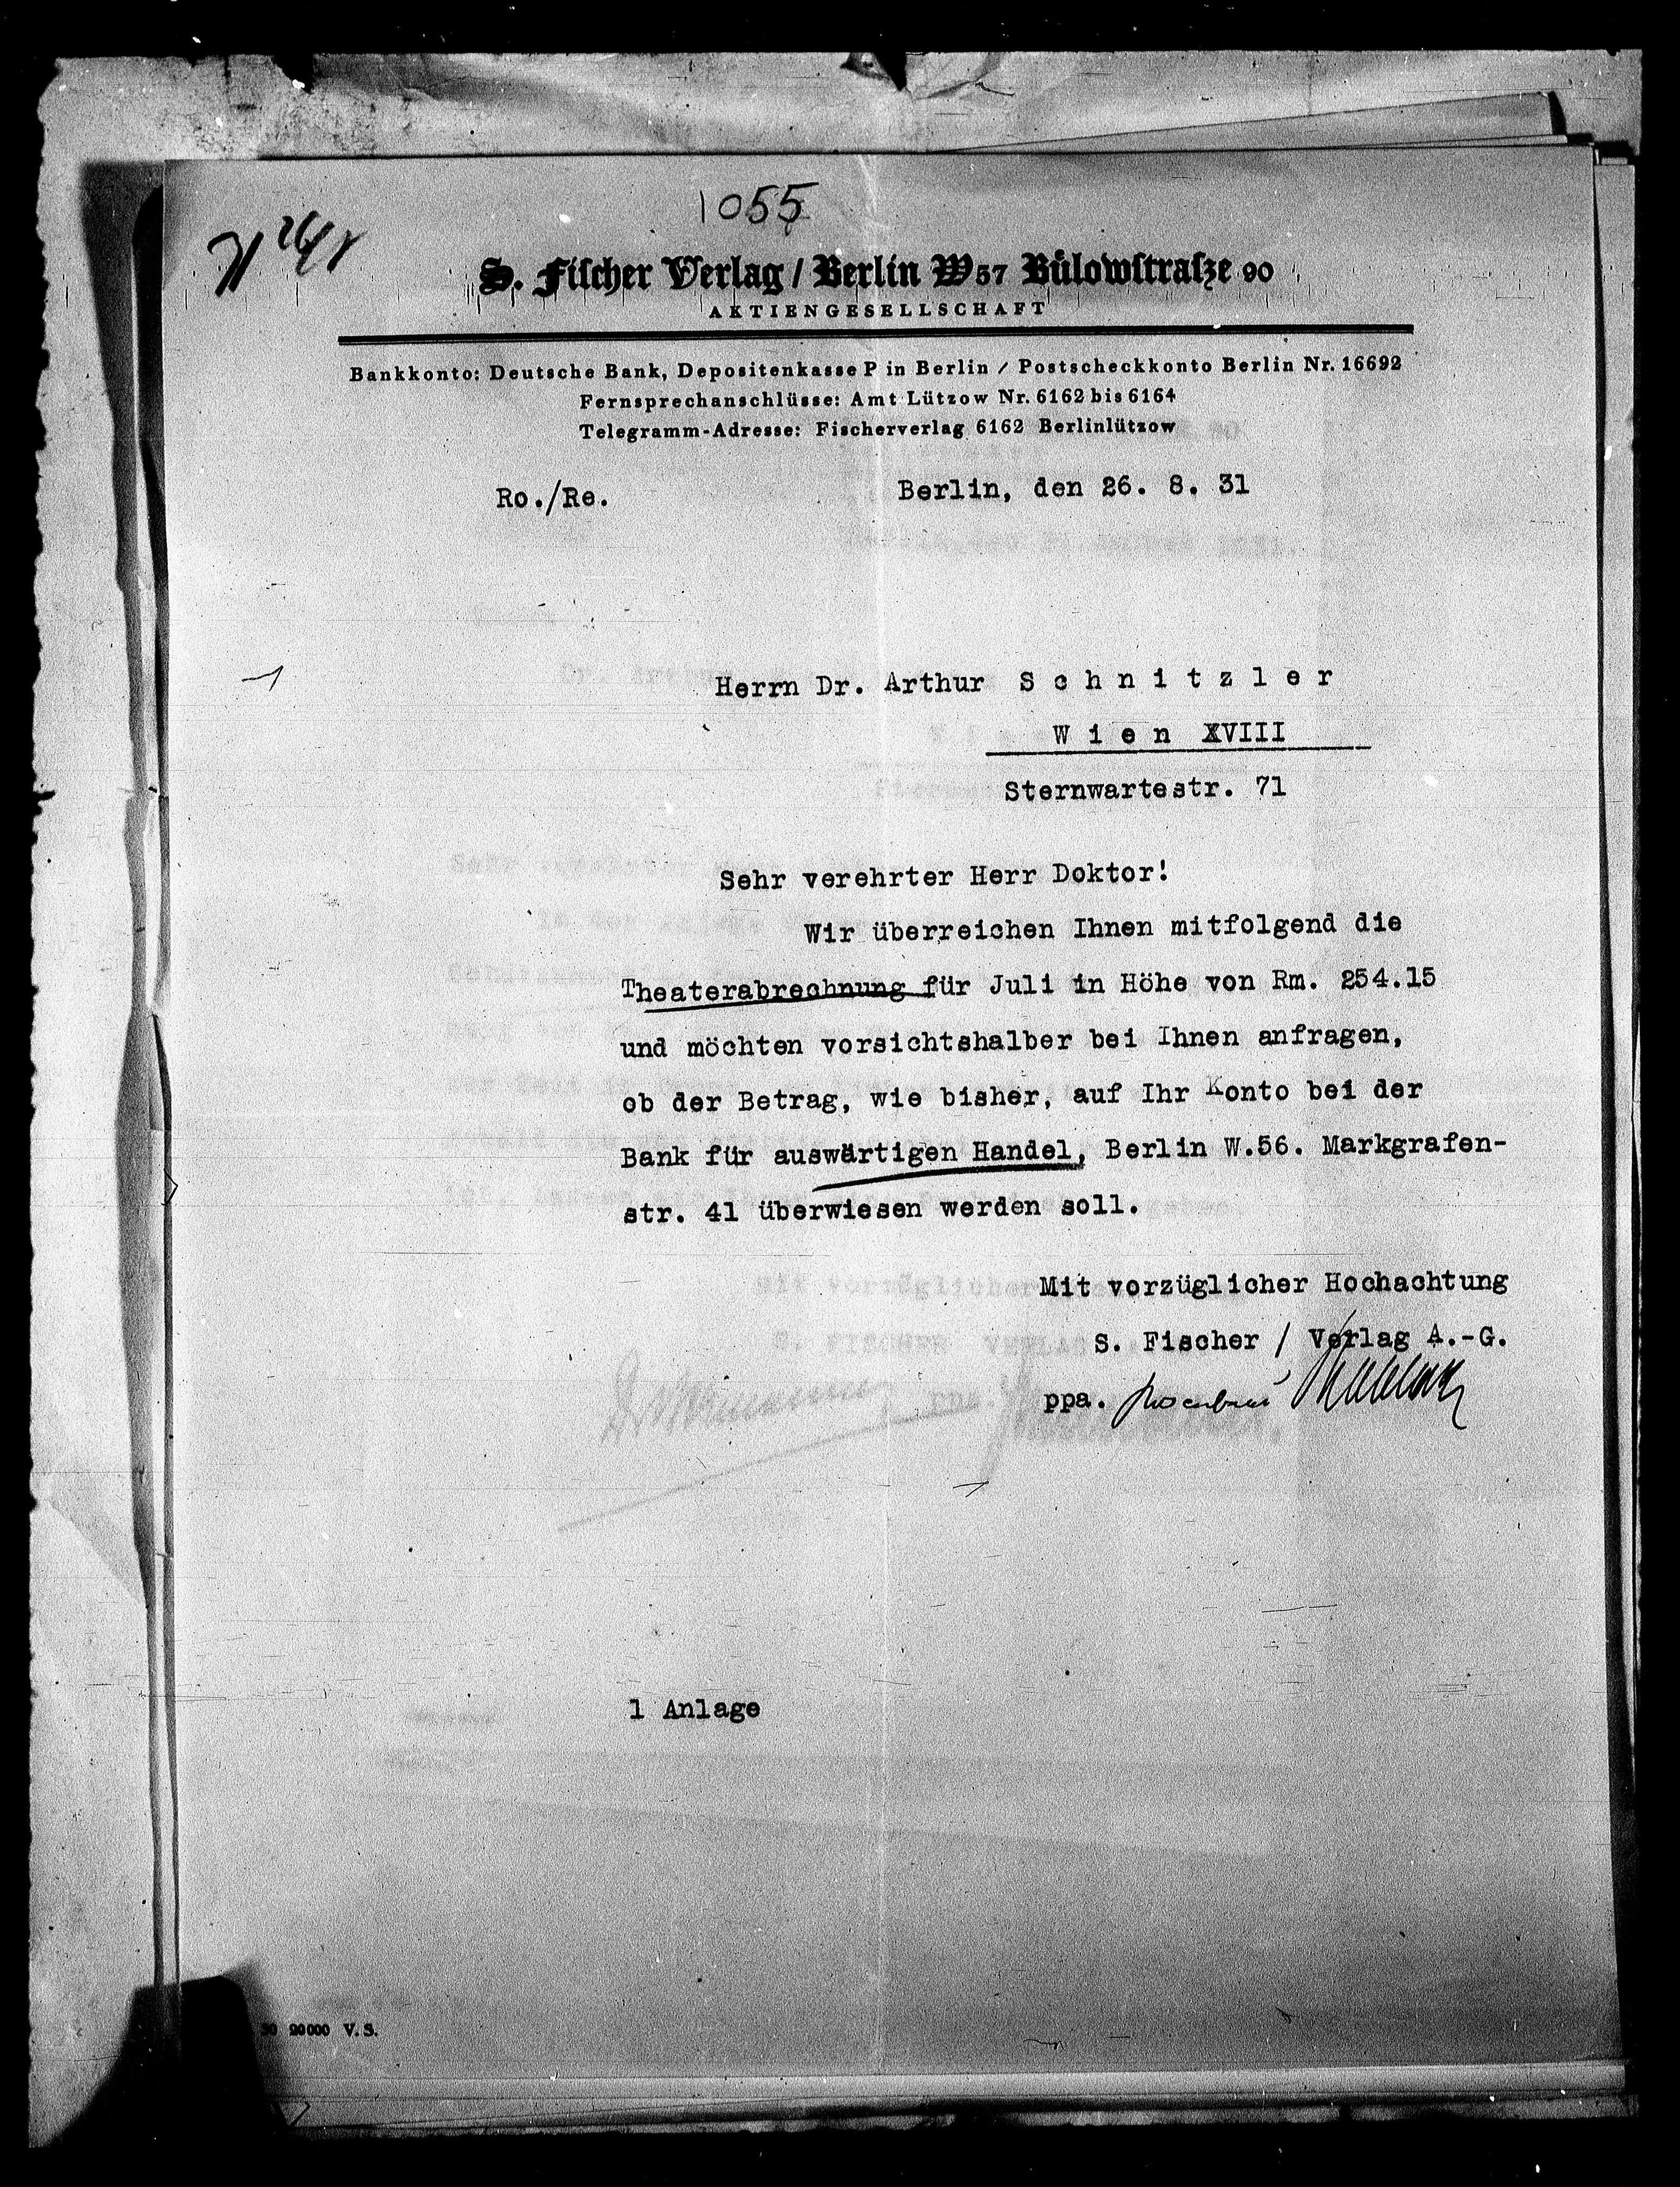 1055
S. Fischer Verlag / Berlin W57 Bülowstraße 90
AKTIENGESELLSCHAFT
Bankkonto: Deutsche Bank, Depositenkasse P in Berlin / Postscheckkonto Berlin Nr. 16692
Fernsprechanschlüsse: Amt Lützow Nr. 6162 bis 6164
Telegramm-Adresse: Fischerverlag 6162 Berlinlützow
Ro./Re.
Berlin, den 26. 8. 31
Herrn Dr. Arthur S c h n i t z l e r
W i e n XVIII
Sternwartestr. 71
Sehr verehrter Herr Doktor!
Wir überreichen Ihnen mitfolgend die
Theaterabrechnung für Juli in Höhe von Rm. 254.15
und möchten vorsichtshalber bei Ihnen anfragen,
ob der Betrag, wie bisher, auf Ihr Konto bei der
Bank für auswärtigen Handel, Berlin W.56. Markgrafen-
str. 41 überwiesen werden soll.
Mit vorzüglicher Hochachtung
S. Fischer / Verlag A.-G.
ppa.
1 Anlage
30 20000 V. S.